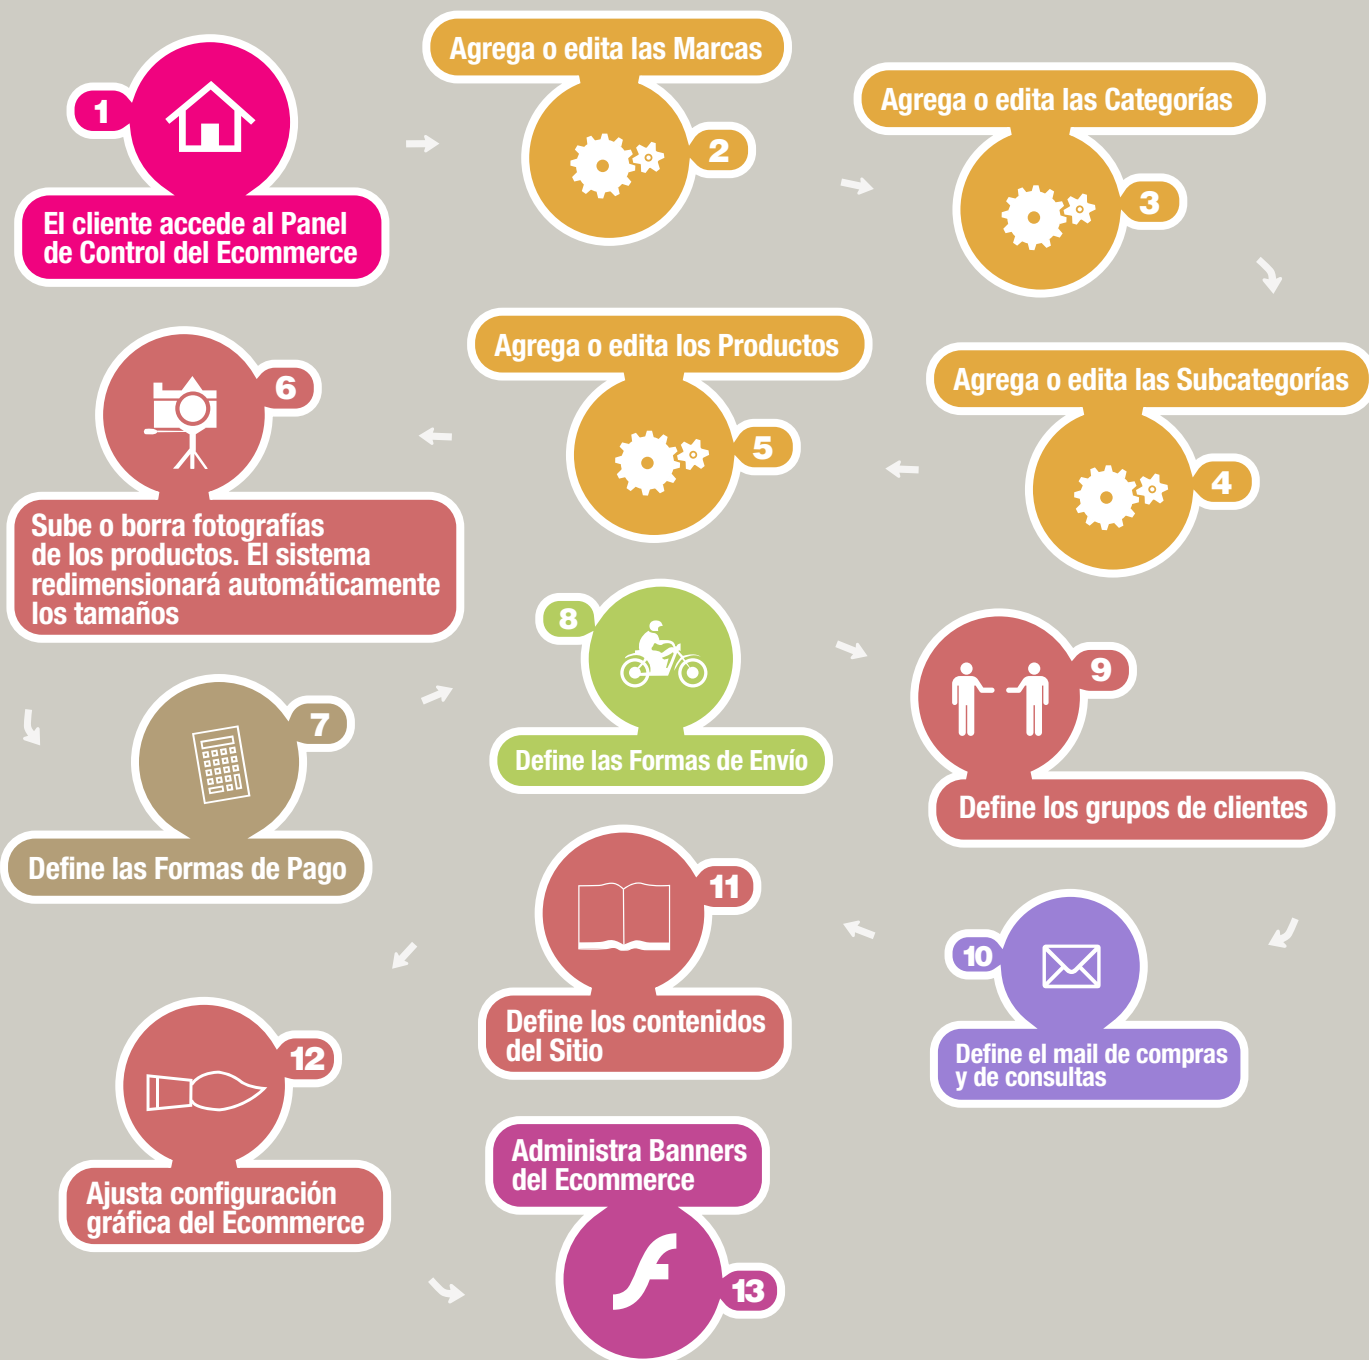 1
El cliente accede al Panel
de Control del Ecommerce
Agrega o edita las Marcas
2
Agrega o edita las Categorías
3
Agrega o edita las Subcategorías
4
Agrega o edita los Productos
5
6
Sube o borra fotografías
de los productos. El sistema
redimensionará automáticamente
los tamaños
7
Define las Formas de Pago
8
Define las Formas de Envío
9
Define los grupos de clientes
10
Define el mail de compras
y de consultas
11
Define los contenidos
del Sitio
12
Ajusta configuración
gráfica del Ecommerce
Administra Banners
del Ecommerce
13